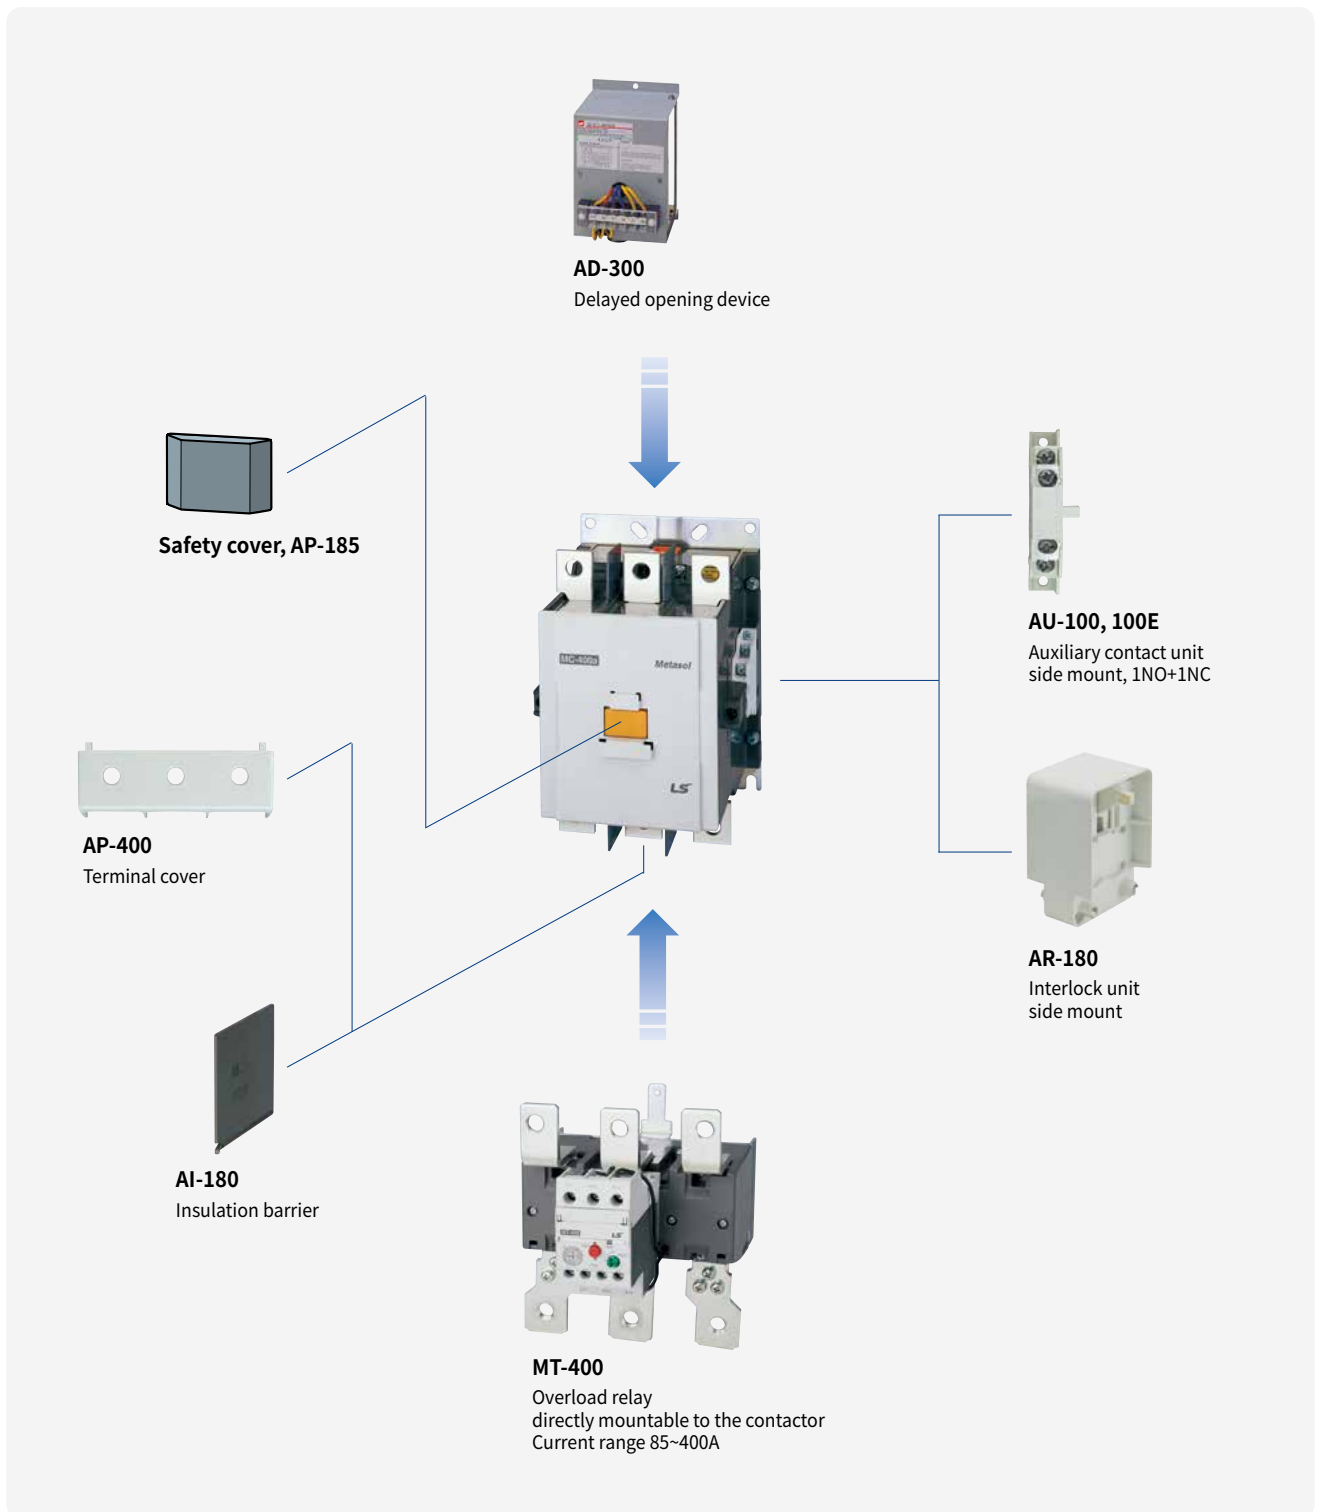 AD-300
Delayed opening device
Safety cover, AP-185
MC-400a
Metasol
LS
AU-100, 100E
Auxiliary contact unit
side mount, 1NO+1NC
AP-400
Terminal cover
AR-180
Interlock unit
side mount
AI-180
Insulation barrier
LS
MT-400
Overload relay
directly mountable to the contactor
Current range 85~400A